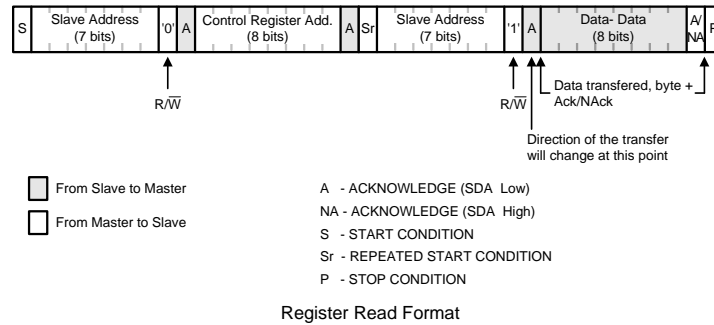 S Slave Address (7 bits) '0' A Control Register Add. (8 bits) A Sr Slave Address (7 bits) '1' A Data- Data (8 bits) A/ NA P
R/W̅ R/W̅ Data transfered, byte +
Ack/NAck
Direction of the transfer
will change at this point
From Slave to Master
From Master to Slave
A - ACKNOWLEDGE (SDA Low)
NA - ACKNOWLEDGE (SDA High)
S - START CONDITION
Sr - REPEATED START CONDITION
P - STOP CONDITION
Register Read Format